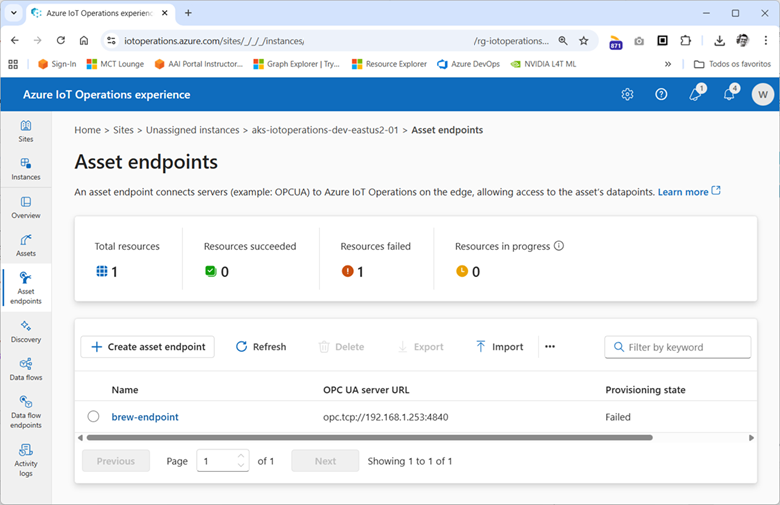 Azure IoT Operations experienc
iotoperations.azure.com/sites/_/_/_/instances/ /rg-iotoperations...
871
Sign-In MCT Lounge AAI Portal Instructor... Graph Explorer | Try... Resource Explorer Azure DevOps NVIDIA L4T ML » Todos os favoritos
Azure IoT Operations experience 1 4 W
Sites
Instances
Overview
Assets
Asset endpoints
Discovery
Data flows
Data flow endpoints
Activity logs
Home > Sites > Unassigned instances > aks-iotoperations-dev-eastus2-01 > Asset endpoints
Asset endpoints
An asset endpoint connects servers (example: OPCUA) to Azure IoT Operations on the edge, allowing access to the asset's datapoints. Learn more
Total resources Resources succeeded Resources failed Resources in progress
1 0 1 0
+ Create asset endpoint Refresh Delete Export Import ... Filter by keyword
Name OPC UA server URL Provisioning state
brew-endpoint opc.tcp://192.168.1.253:4840 Failed
Previous Page 1 of 1 Next Showing 1 to 1 of 1